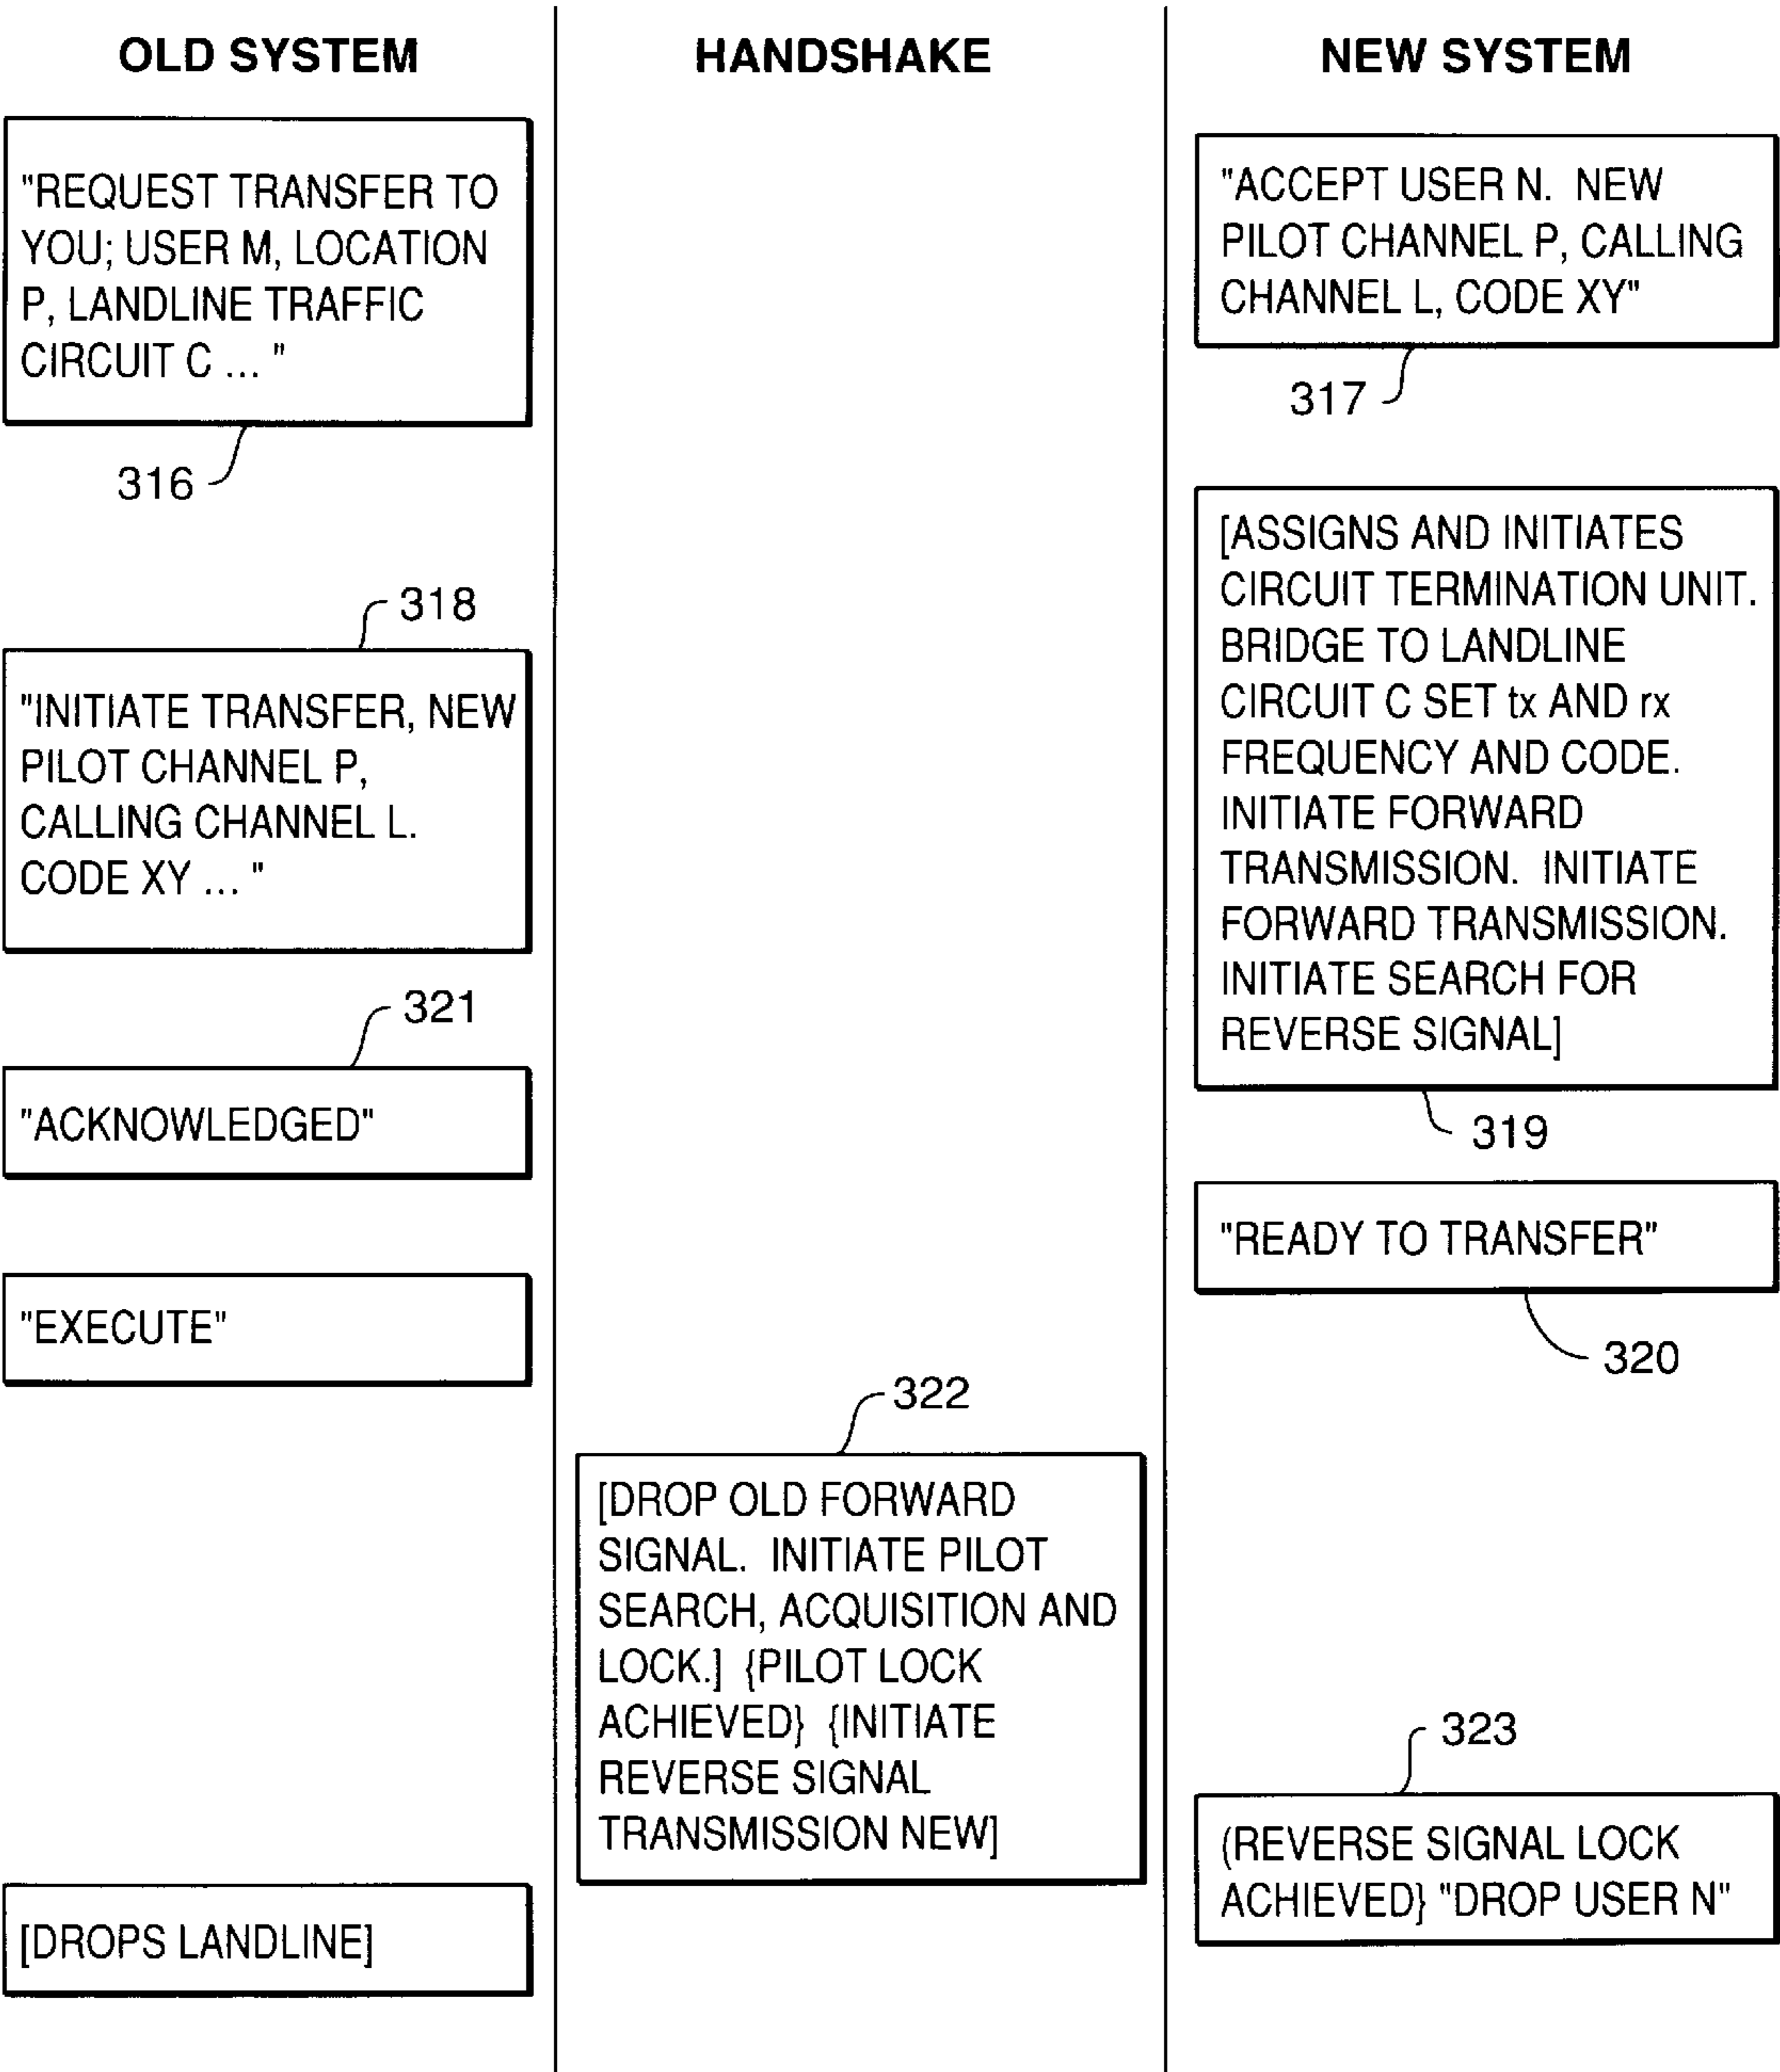 OLD SYSTEM
HANDSHAKE
NEW SYSTEM
"REQUEST TRANSFER TO
YOU; USER M, LOCATION
P, LANDLINE TRAFFIC
CIRCUIT C ... "
316
"ACCEPT USER N. NEW
PILOT CHANNEL P, CALLING
CHANNEL L, CODE XY"
317
318
"INITIATE TRANSFER, NEW
PILOT CHANNEL P,
CALLING CHANNEL L.
CODE XY ... "
[ASSIGNS AND INITIATES
CIRCUIT TERMINATION UNIT.
BRIDGE TO LANDLINE
CIRCUIT C SET tx AND rx
FREQUENCY AND CODE.
INITIATE FORWARD
TRANSMISSION. INITIATE
FORWARD TRANSMISSION.
INITIATE SEARCH FOR
REVERSE SIGNAL]
319
321
"ACKNOWLEDGED"
"READY TO TRANSFER"
320
"EXECUTE"
322
[DROP OLD FORWARD
SIGNAL. INITIATE PILOT
SEARCH, ACQUISITION AND
LOCK.] {PILOT LOCK
ACHIEVED} {INITIATE
REVERSE SIGNAL
TRANSMISSION NEW]
323
(REVERSE SIGNAL LOCK
ACHIEVED} "DROP USER N"
[DROPS LANDLINE]